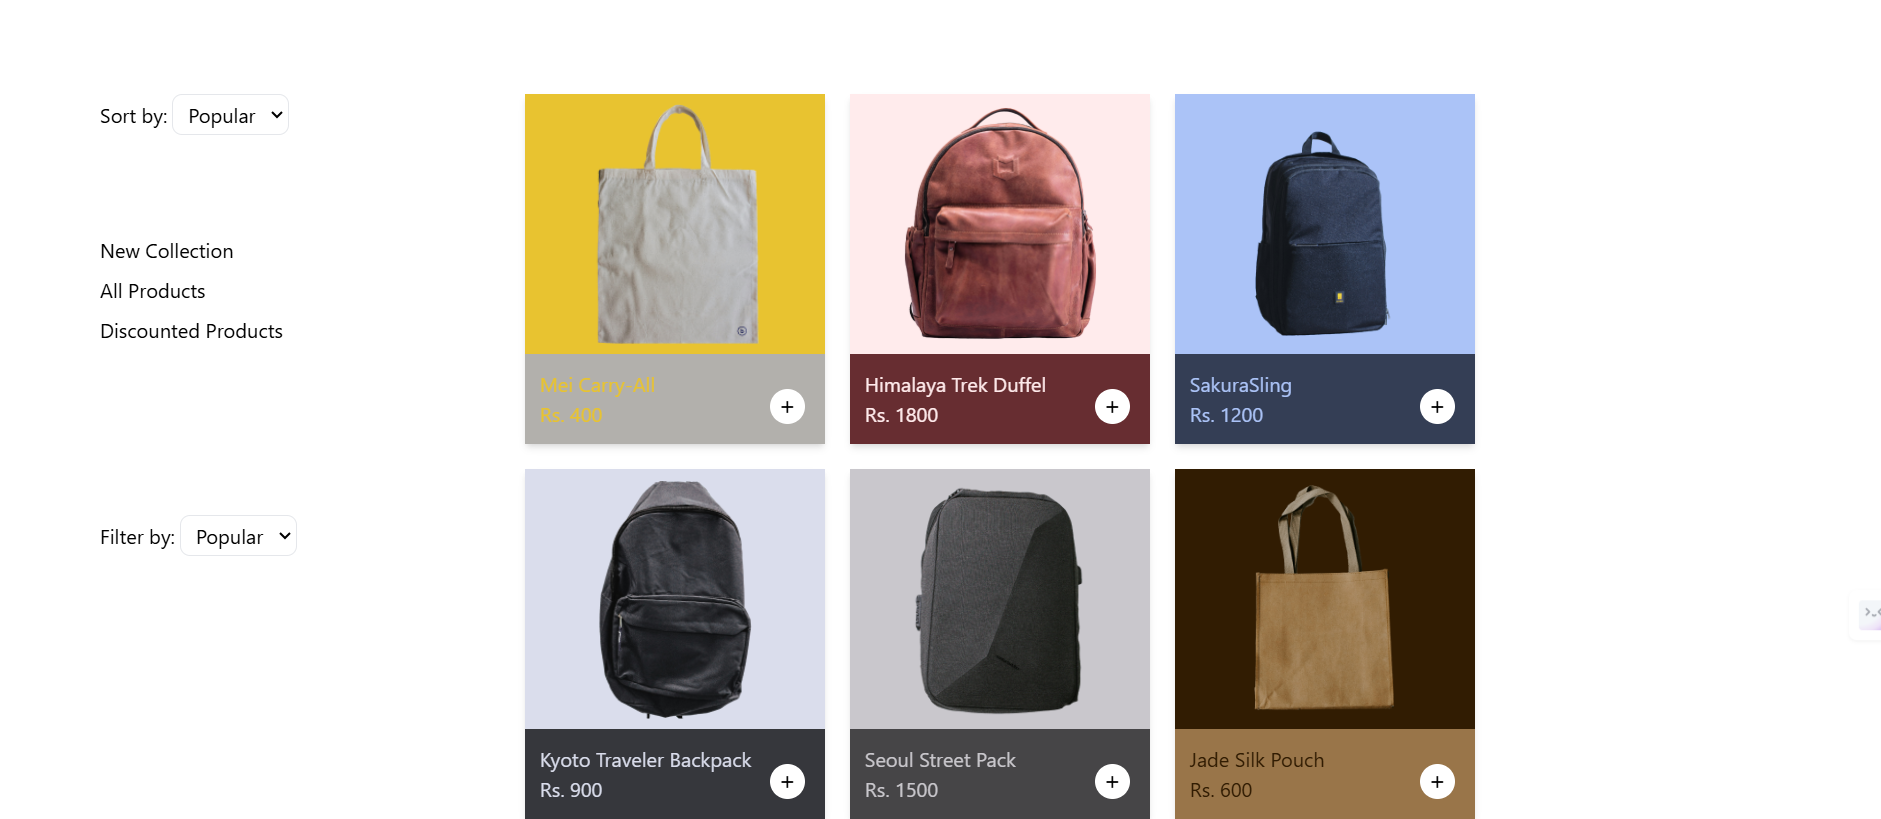 Sort by: Popular
New Collection
All Products
Discounted Products
Filter by: Popular
Mei Carry-All
Rs. 400
+
Himalaya Trek Duffel
Rs. 1800
+
SakuraSling
Rs. 1200
+
Kyoto Traveler Backpack
Rs. 900
+
Seoul Street Pack
Rs. 1500
+
Jade Silk Pouch
Rs. 600
+